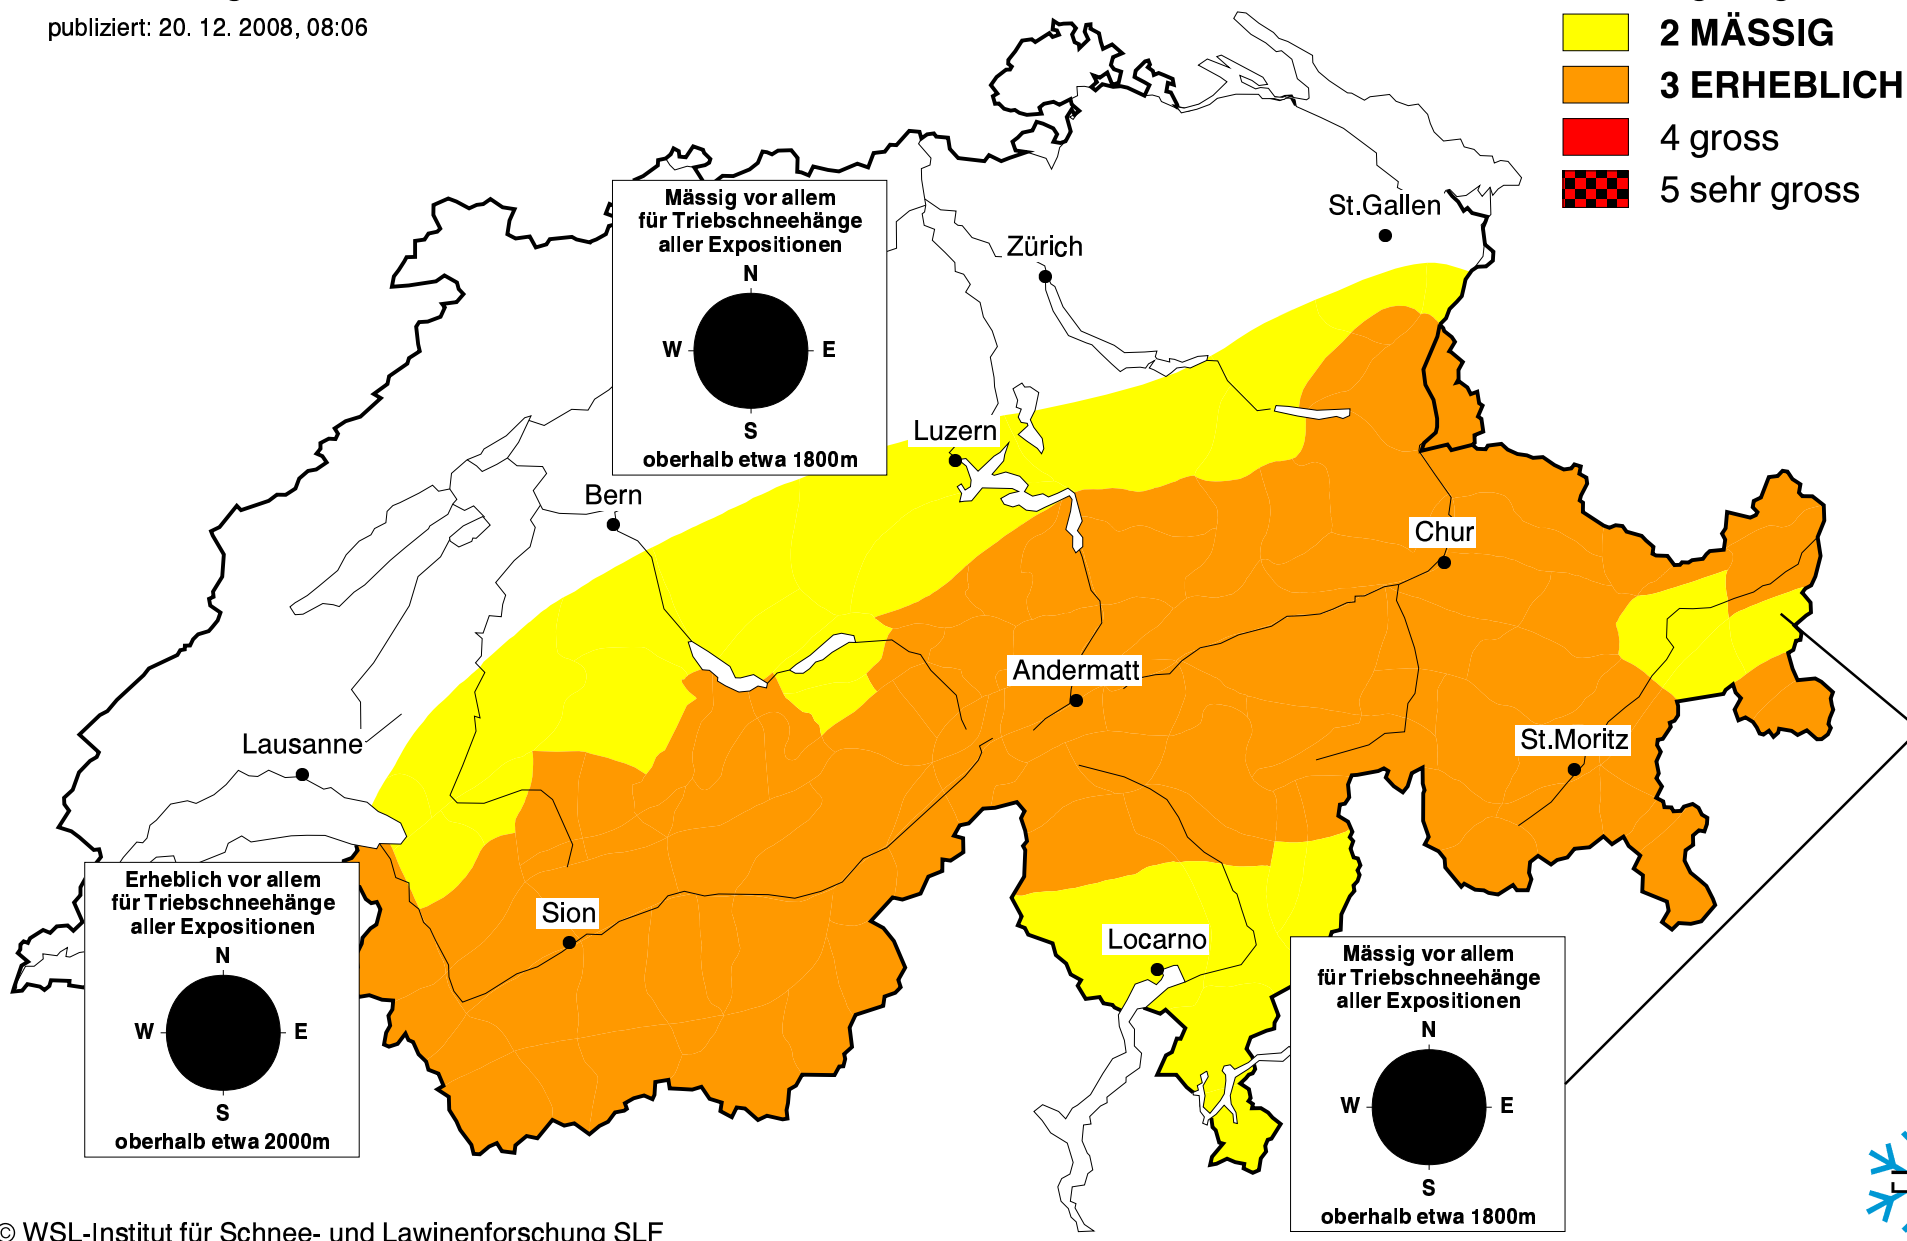 publiziert: 20. 12. 2008, 08:06
2 MÄSSIG
3 ERHEBLICH
4 gross
5 sehr gross
Mässig vor allem
für Triebschneehänge
aller Expositionen
N
W E
S
oberhalb etwa 1800m
St.Gallen
Zürich
Luzern
Bern
Chur
Andermatt
St.Moritz
Lausanne
Sion
Locarno
Erheblich vor allem
für Triebschneehänge
aller Expositionen
N
W E
S
oberhalb etwa 2000m
Mässig vor allem
für Triebschneehänge
aller Expositionen
N
W E
S
oberhalb etwa 1800m
© WSL-Institut für Schnee- und Lawinenforschung SLF